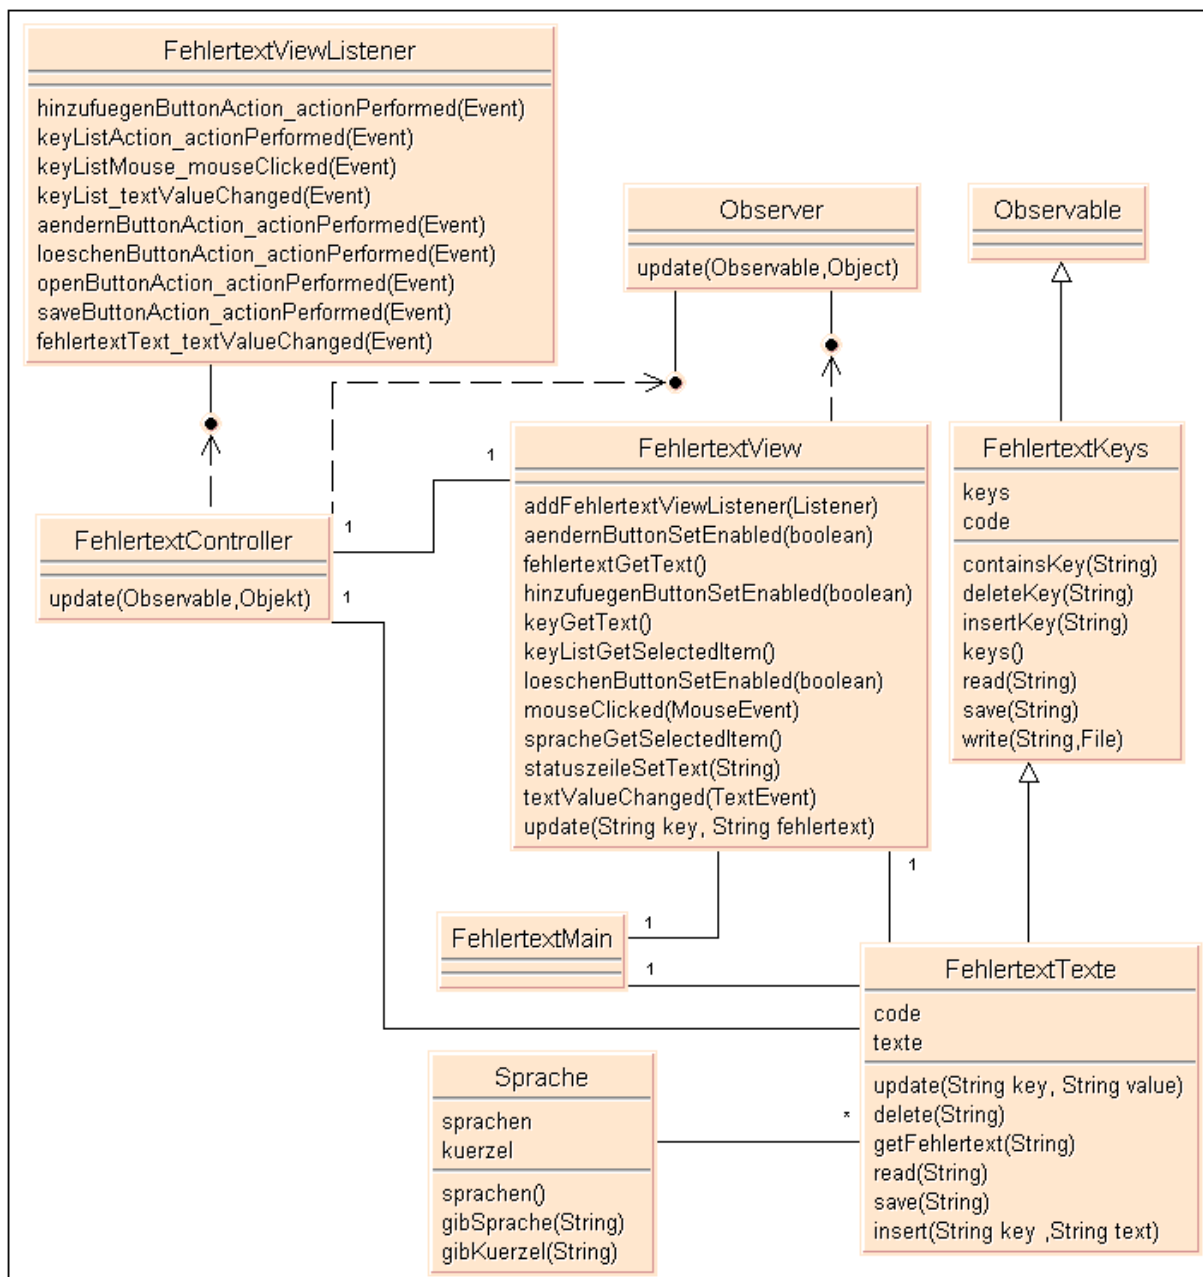 FehlertextViewListener
hinzufuegenButtonAction_actionPerformed(Event)
keyListAction_actionPerformed(Event)
keyListMouse_mouseClicked(Event)
keyList_textValueChanged(Event)
aendernButtonAction_actionPerformed(Event)
loeschenButtonAction_actionPerformed(Event)
openButtonAction_actionPerformed(Event)
saveButtonAction_actionPerformed(Event)
fehlertextText_textValueChanged(Event)
Observer
update(Observable,Object)
Observable
FehlertextController
update(Observable,Objekt)
1
1
1
FehlertextView
addFehlertextViewListener(Listener)
aendernButtonSetEnabled(boolean)
fehlertextGetText()
hinzufuegenButtonSetEnabled(boolean)
keyGetText()
keyListGetSelectedItem()
loeschenButtonSetEnabled(boolean)
mouseClicked(MouseEvent)
spracheGetSelectedItem()
statuszeileSetText(String)
textValueChanged(TextEvent)
update(String key, String fehlertext)
FehlertextKeys
keys
code
containsKey(String)
deleteKey(String)
insertKey(String)
keys()
read(String)
save(String)
write(String,File)
1
FehlertextMain
1
1
FehlertextTexte
code
texte
update(String key, String value)
delete(String)
getFehlertext(String)
read(String)
save(String)
insert(String key ,String text)
*
Sprache
sprachen
kuerzel
sprachen()
gibSprache(String)
gibKuerzel(String)